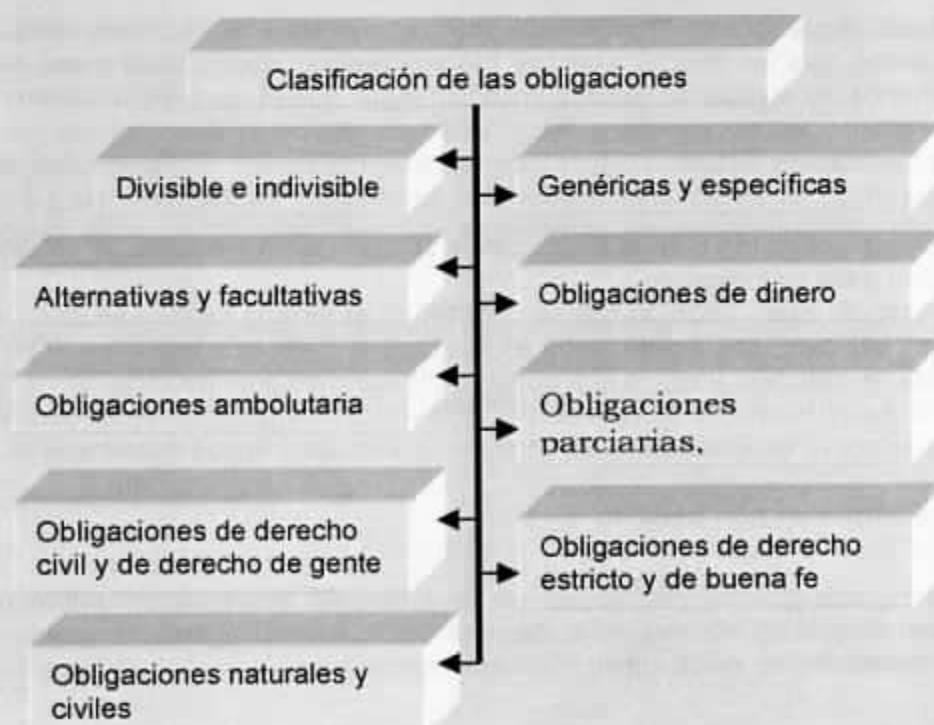 Clasificación de las obligaciones
Divisible e indivisible
Genéricas y específicas
Alternativas y facultativas
Obligaciones de dinero
Obligaciones ambolutaria
Obligaciones
parciarias,
Obligaciones de derecho
civil y de derecho de gente
Obligaciones de derecho
estricto y de buena fe
Obligaciones naturales y
civiles